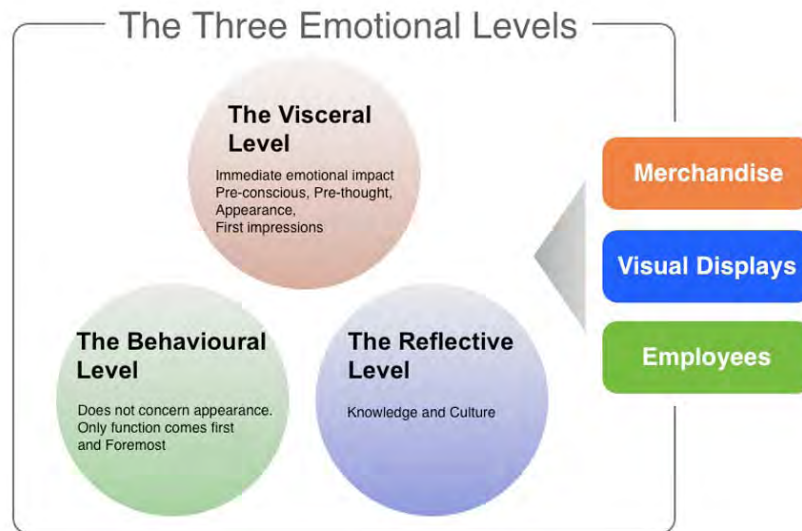 The Three Emotional Levels
The Visceral
Level
Immediate emotional impact
Pre-conscious, Pre-thought,
Appearance,
First impressions
The Behavioural
Level
Does not concern appearance.
Only function comes first
and Foremost
The Reflective
Level
Knowledge and Culture
Merchandise
Visual Displays
Employees